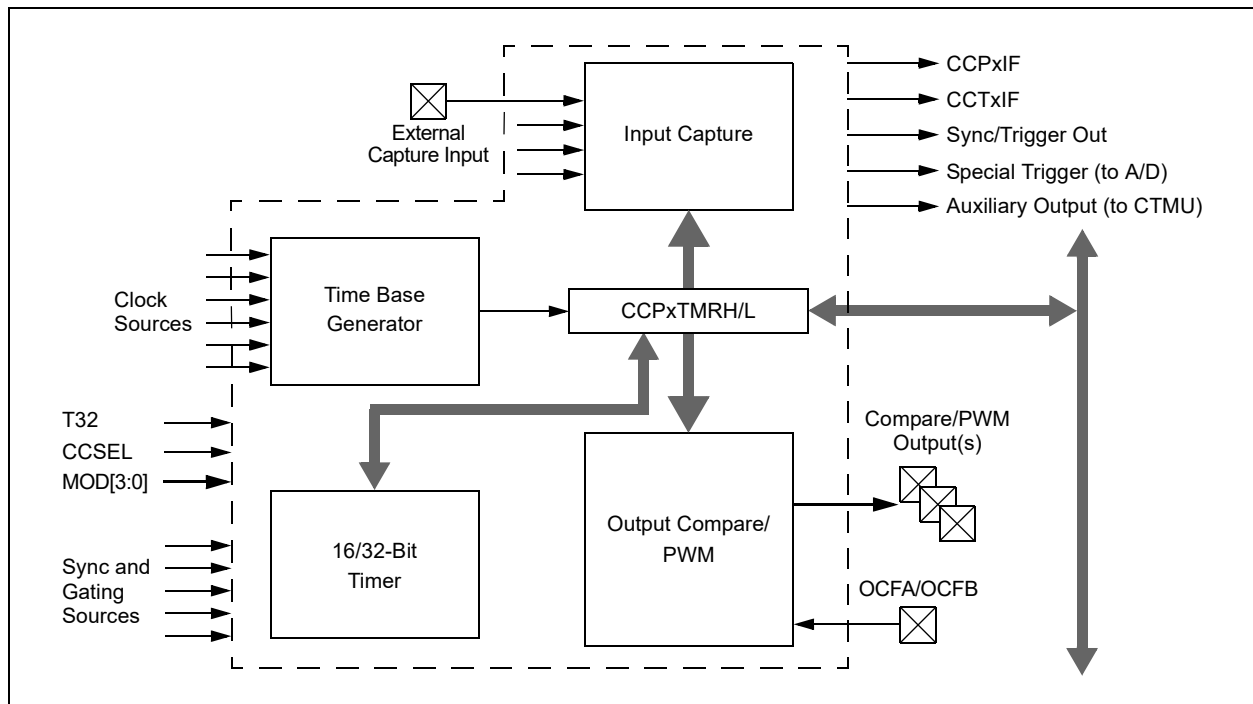 External
Capture Input
Input Capture
CCPxIF
CCTxIF
Sync/Trigger Out
Special Trigger (to A/D)
Auxiliary Output (to CTMU)
Clock
Sources
Time Base
Generator
CCPxTMRH/L
T32
CCSEL
MOD[3:0]
Sync and
Gating
Sources
16/32-Bit
Timer
Output Compare/
PWM
Compare/PWM
Output(s)
OCFA/OCFB